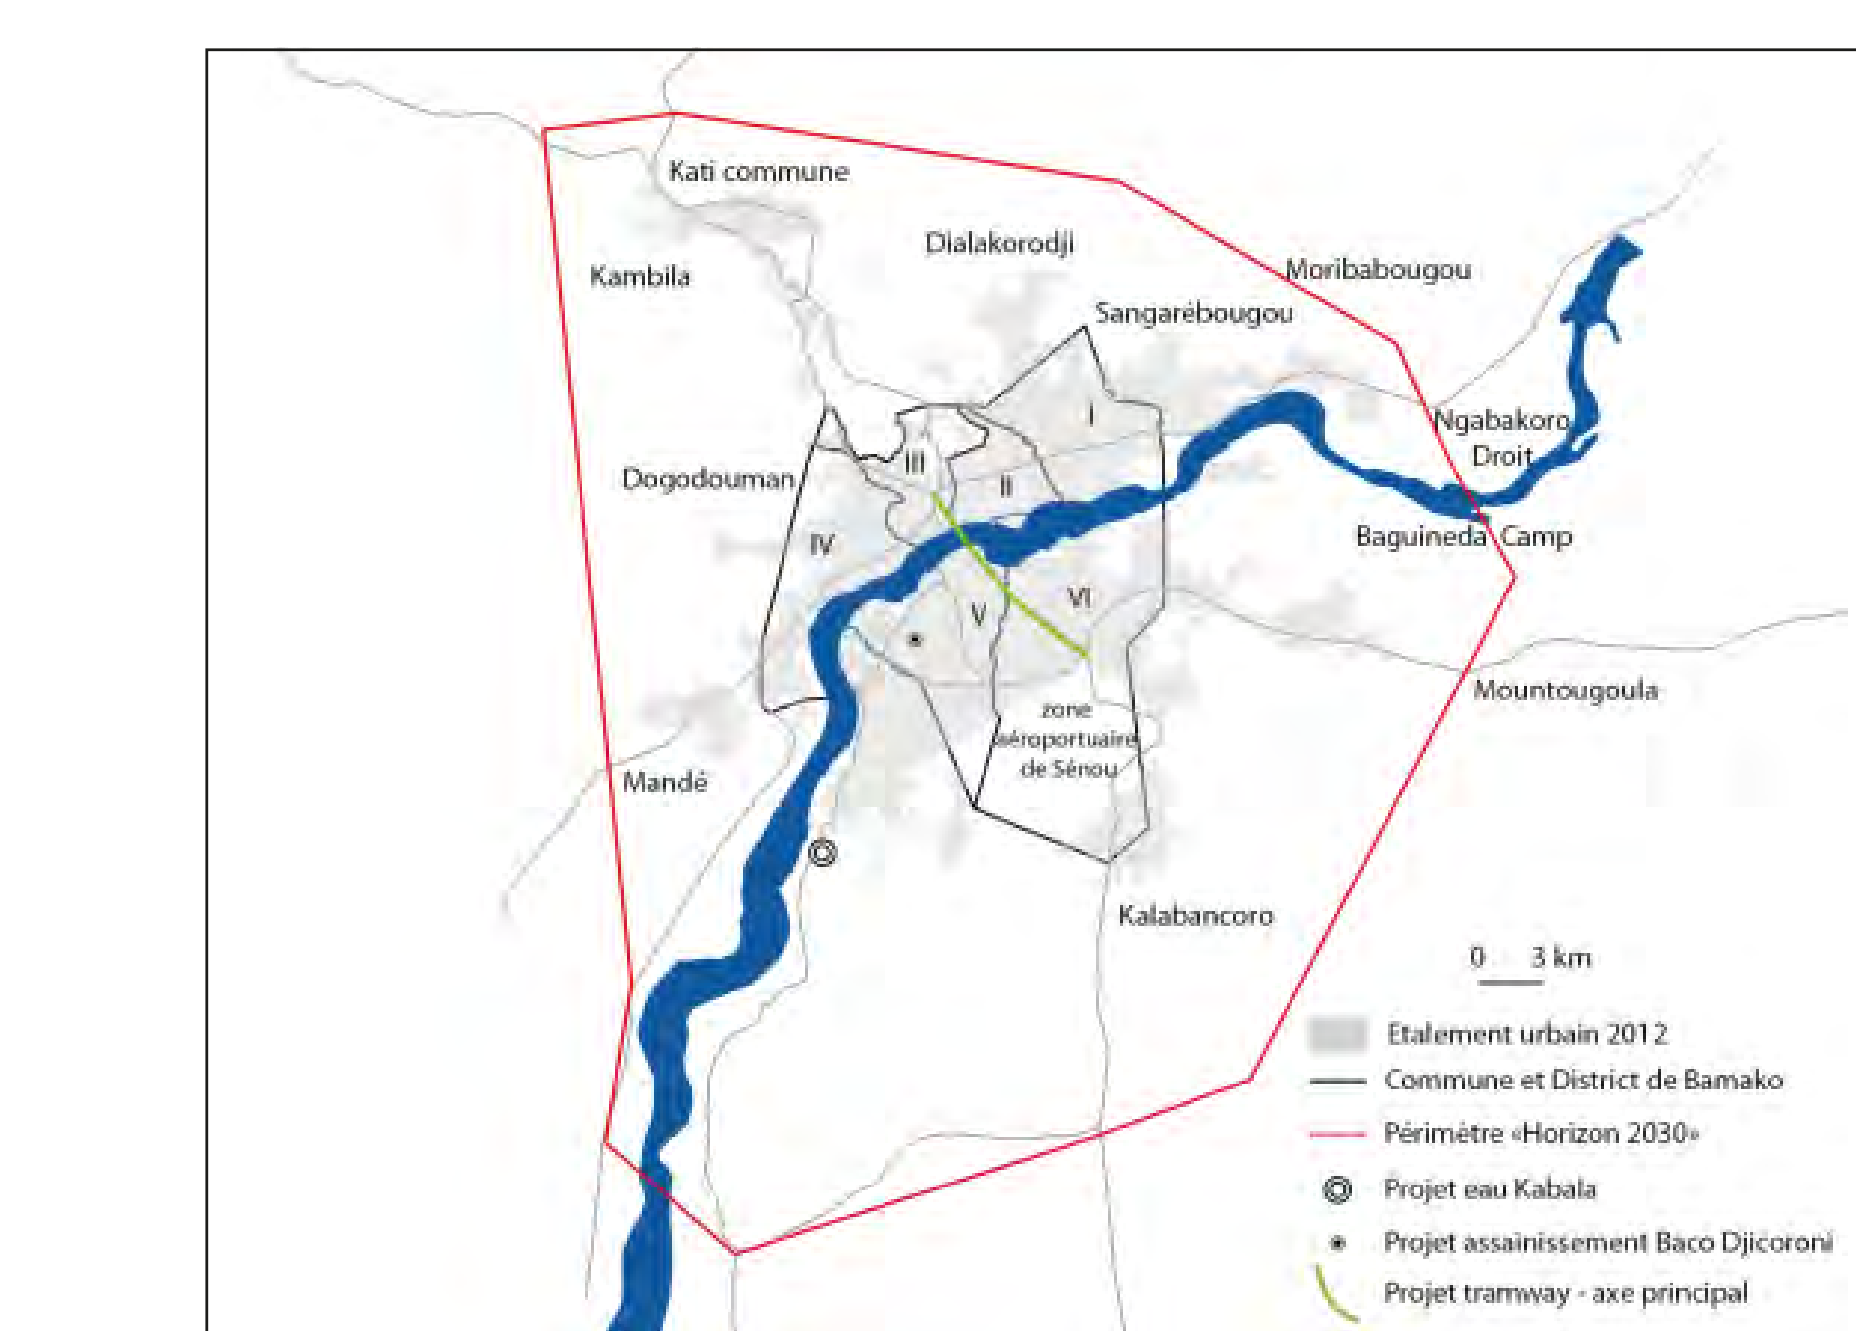 Kati commune
Dialakorodji
Moribabougou
Kambila
Sangarébougou
I
Ngabakoro
Droit
III
Dogodouman
II
IV
Baguineda Camp
V
VI
Mountougoula
zone
aéroportuaire
de Sénou
Mandé
Kalabancoro
0 3 km
Etalement urbain 2012
Commune et District de Bamako
Périmètre «Horizon 2030»
Projet eau Kabala
Projet assainissement Baco Djicoroni
Projet tramway - axe principal